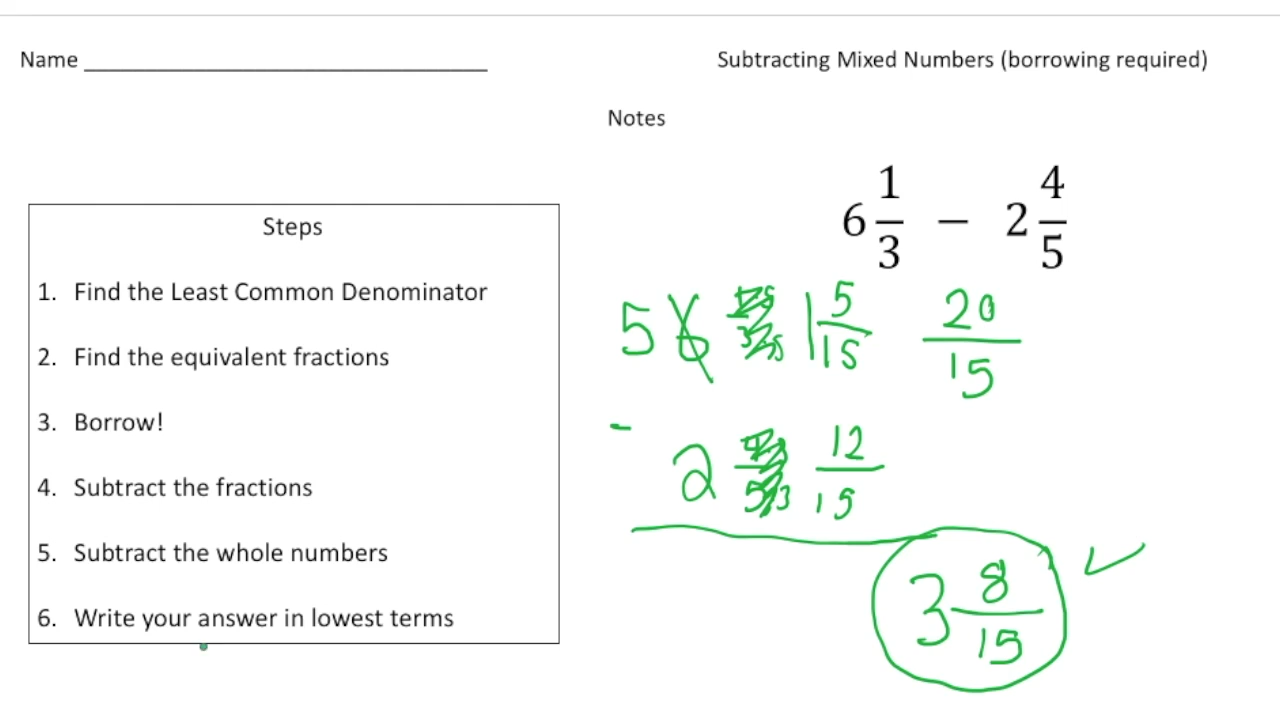 Name ____________________ Subtracting Mixed Numbers (borrowing required)
Notes
6 1/3 − 2 4/5
Steps
1. Find the Least Common Denominator
2. Find the equivalent fractions
3. Borrow!
4. Subtract the fractions
5. Subtract the whole numbers
6. Write your answer in lowest terms
5 6 1 5/15 20/15
- 2 12/15
3 8/15 ✓